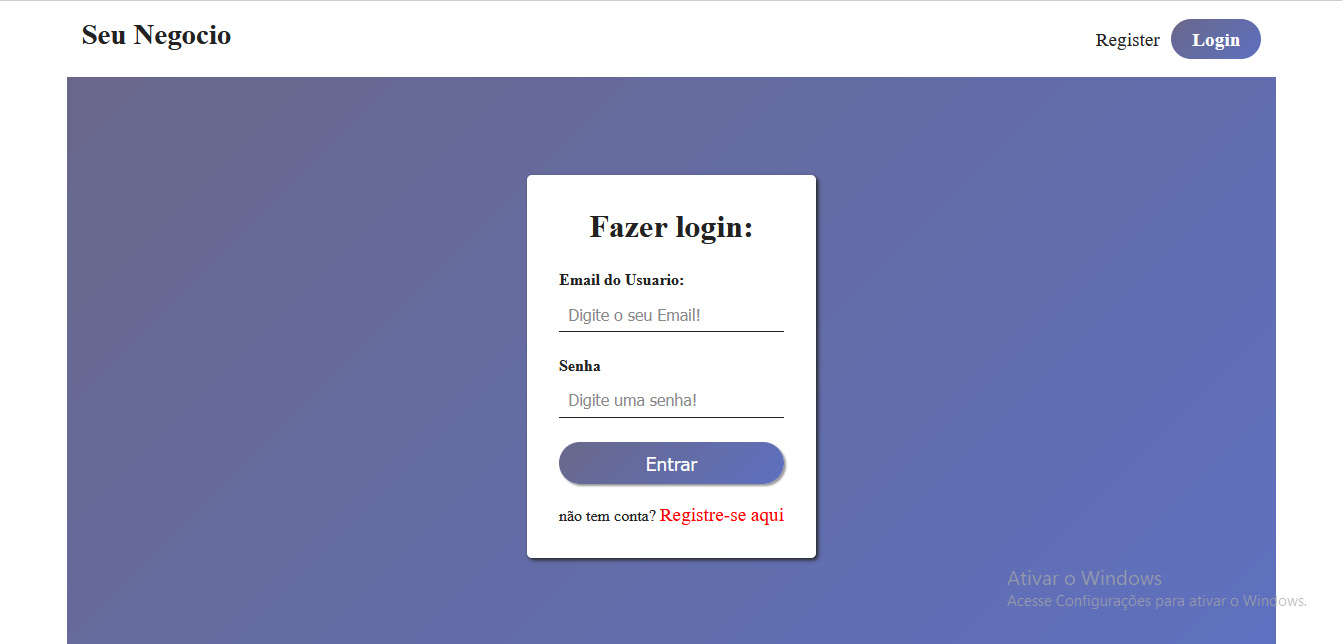 Seu Negocio
Register Login
Fazer login:
Email do Usuario:
Digite o seu Email!
Senha
Digite uma senha!
Entrar
não tem conta? Registre-se aqui
Ativar o Windows
Acesse Configurações para ativar o Windows.